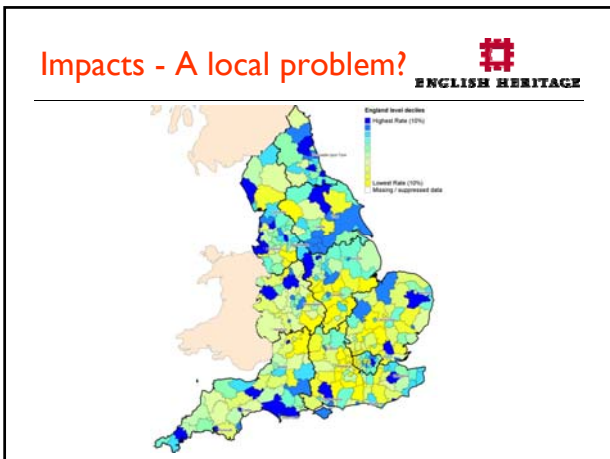 Impacts - A local problem?
ENGLISH HERITAGE
England level deciles
Highest Rate (10%)
Lowest Rate (10%)
Missing / suppressed data